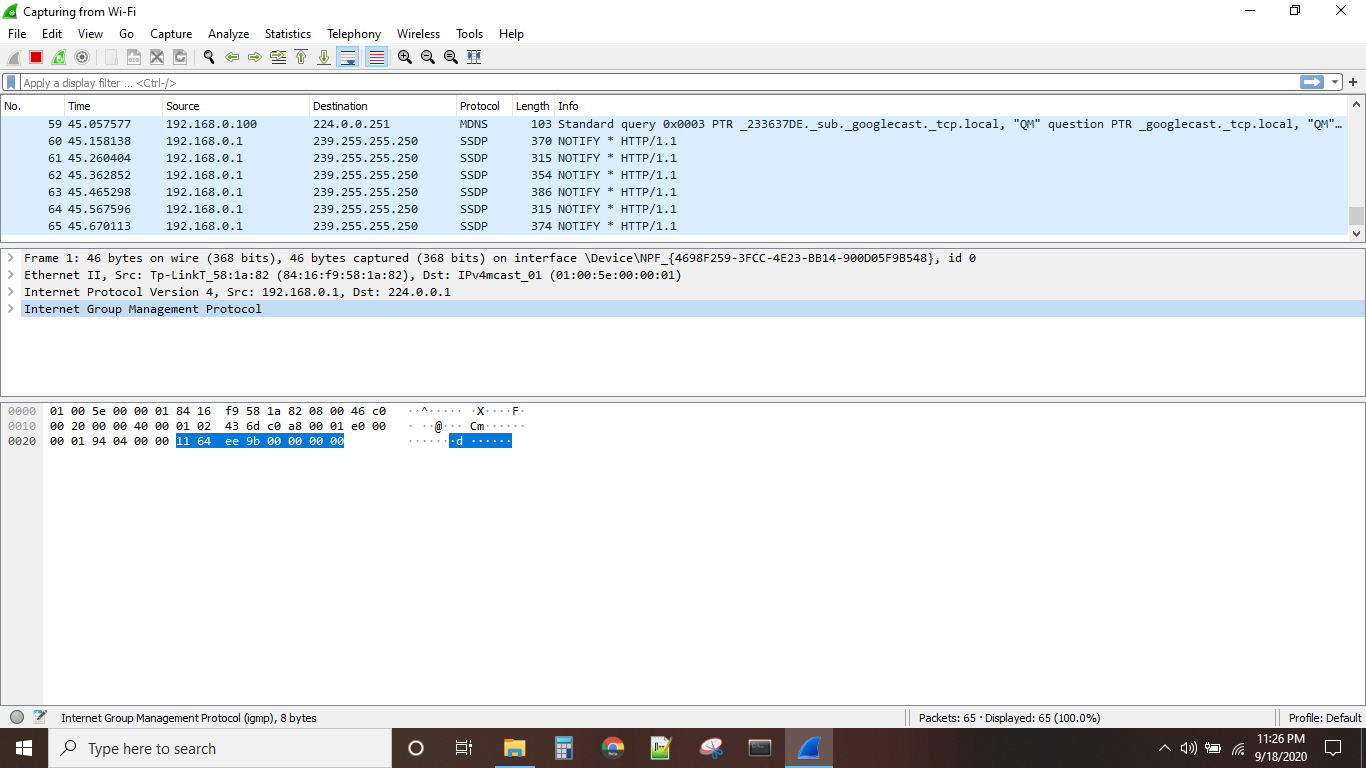 Capturing from Wi-Fi
File Edit View Go Capture Analyze Statistics Telephony Wireless Tools Help
Apply a display filter ... <Ctrl-/>
No. Time Source Destination Protocol Length Info
59 45.057577 192.168.0.100 224.0.0.251 MDNS 103 Standard query 0x0003 PTR _233637DE._sub._googlecast._tcp.local, "QM" question PTR _googlecast._tcp.local, "QM"…
60 45.158138 192.168.0.1 239.255.255.250 SSDP 370 NOTIFY * HTTP/1.1
61 45.260404 192.168.0.1 239.255.255.250 SSDP 315 NOTIFY * HTTP/1.1
62 45.362852 192.168.0.1 239.255.255.250 SSDP 354 NOTIFY * HTTP/1.1
63 45.465298 192.168.0.1 239.255.255.250 SSDP 386 NOTIFY * HTTP/1.1
64 45.567596 192.168.0.1 239.255.255.250 SSDP 315 NOTIFY * HTTP/1.1
65 45.670113 192.168.0.1 239.255.255.250 SSDP 374 NOTIFY * HTTP/1.1
Frame 1: 46 bytes on wire (368 bits), 46 bytes captured (368 bits) on interface \Device\NPF_{4698F259-3FCC-4E23-BB14-900D05F9B548}, id 0
Ethernet II, Src: Tp-LinkT_58:1a:82 (84:16:f9:58:1a:82), Dst: IPv4mcast_01 (01:00:5e:00:00:01)
Internet Protocol Version 4, Src: 192.168.0.1, Dst: 224.0.0.1
Internet Group Management Protocol
0000 01 00 5e 00 00 01 84 16 f9 58 1a 82 08 00 46 c0 ··^····· ·X····F·
0010 00 20 00 00 40 00 01 02 43 6d c0 a8 00 01 e0 00 · ··@··· Cm······
0020 00 01 94 04 00 00 11 64 ee 9b 00 00 00 00 ·······d ······
Internet Group Management Protocol (igmp), 8 bytes
Packets: 65 · Displayed: 65 (100.0%)
Profile: Default
Type here to search
11:26 PM
9/18/2020